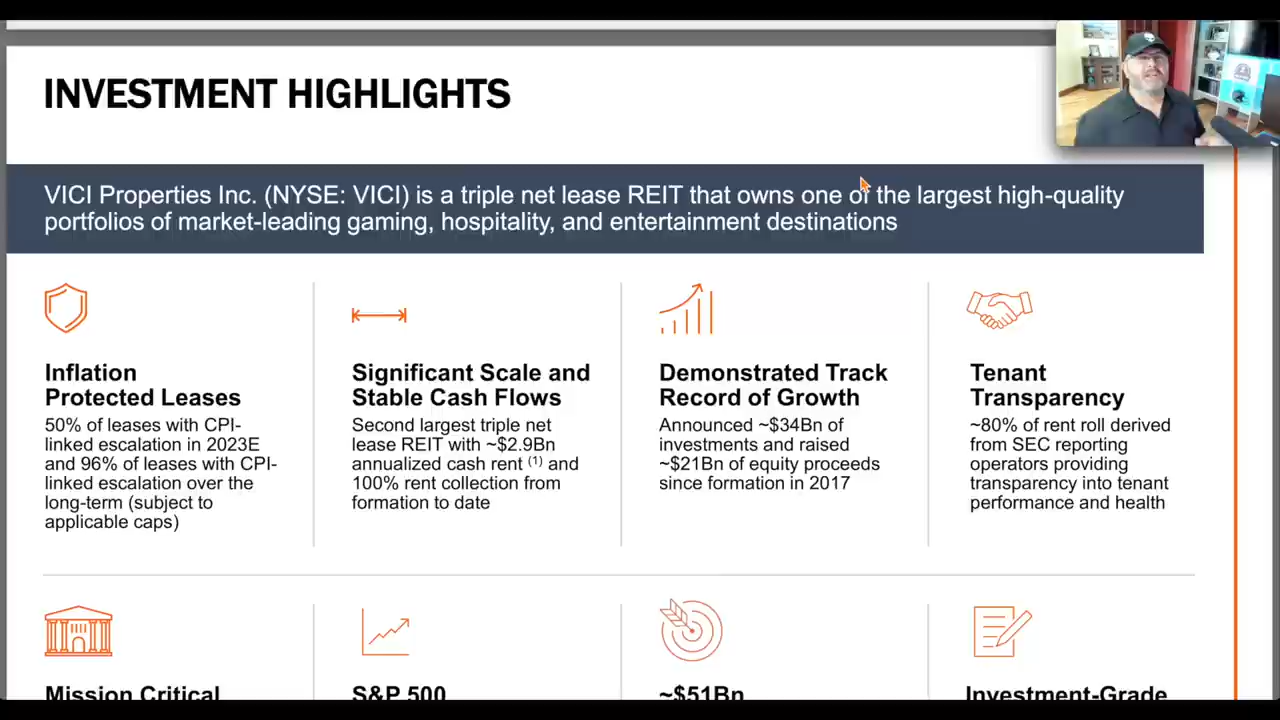 INVESTMENT HIGHLIGHTS
VICI Properties Inc. (NYSE: VICI) is a triple net lease REIT that owns one of the largest high-quality
portfolios of market-leading gaming, hospitality, and entertainment destinations
Inflation
Protected Leases
50% of leases with CPI-
linked escalation in 2023E
and 96% of leases with CPI-
linked escalation over the
long-term (subject to
applicable caps)
Significant Scale and
Stable Cash Flows
Second largest triple net
lease REIT with ~$2.9Bn
annualized cash rent (1) and
100% rent collection from
formation to date
Demonstrated Track
Record of Growth
Announced ~$34Bn of
investments and raised
~$21Bn of equity proceeds
since formation in 2017
Tenant
Transparency
~80% of rent roll derived
from SEC reporting
operators providing
transparency into tenant
performance and health
Mission Critical
S&P 500
~$51Bn
Investment-Grade